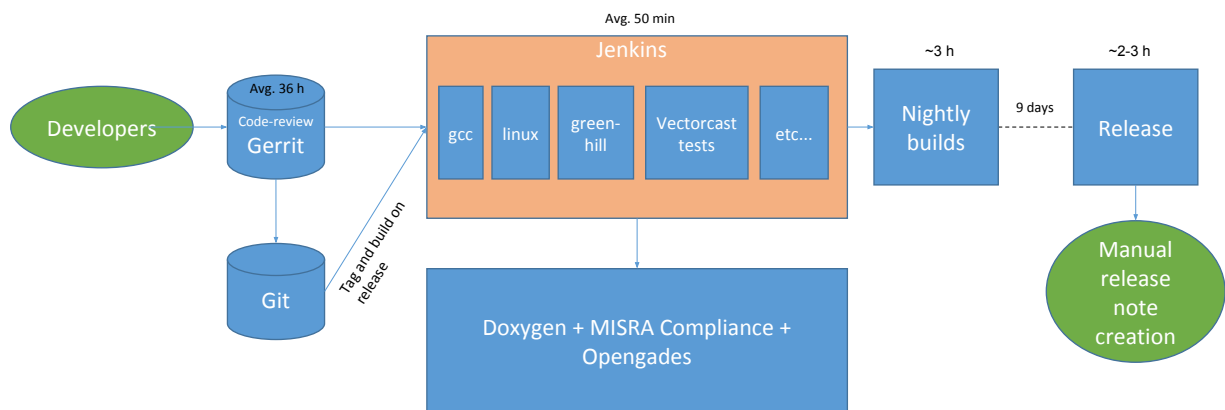 Avg. 50 min
Jenkins
~3 h
~2-3 h
Avg. 36 h
Developers
Code-review
Gerrit
gcc
linux
green-
hill
Vectorcast
tests
etc...
Nightly
builds
9 days
Release
Tag and build on
release
Git
Doxygen + MISRA Compliance +
Opengades
Manual
release
note
creation